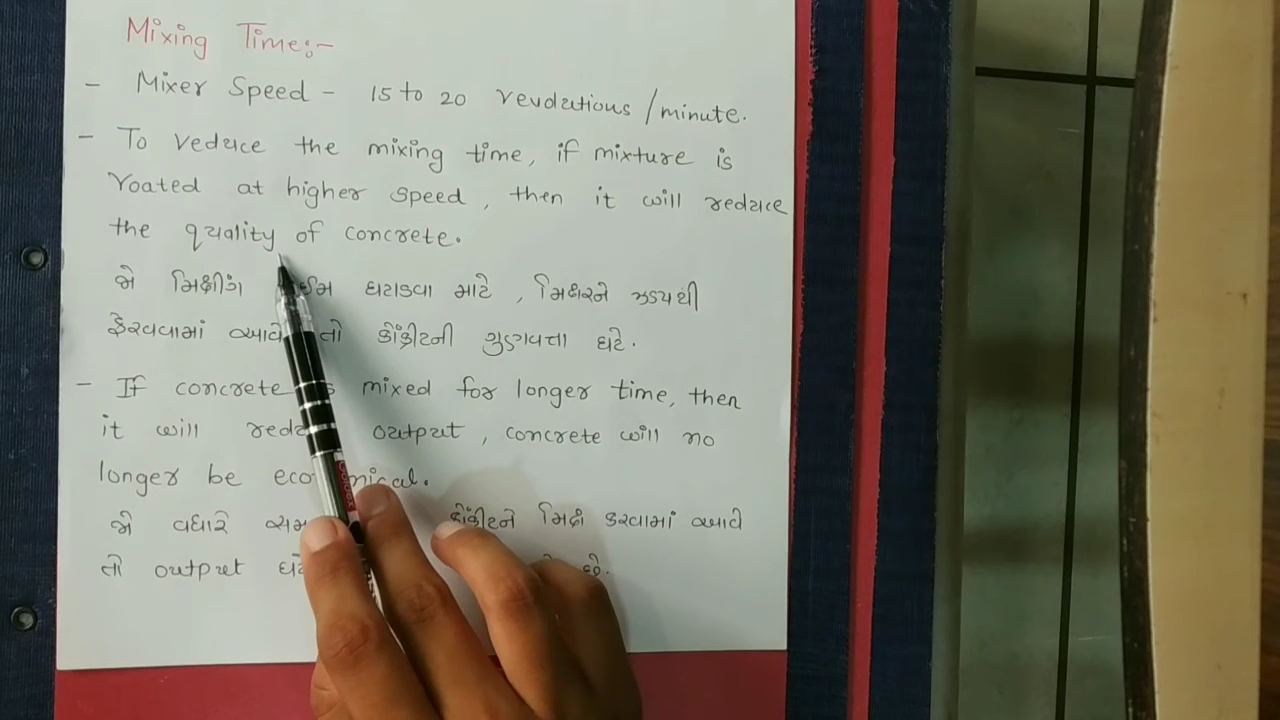 Mixing Time:-
- Mixer Speed - 15 to 20 revolutions /minute.
- To reduce the mixing time, if mixture is
roated at higher speed, then it will reduce
the quality of concrete.
જો મિક્ષીંગ ઘટાડવા માટે, મિક્ષરને ઝડપથી
ફેરવવામાં આવે તો કોંક્રીટની ગુણવત્તા ઘટે.
- If concrete mixed for longer time, then
it will output, concrete will no
longer be
જો વધારે કોંક્રીટને મિક્ષ કરવામાં આવે
તો output છે.